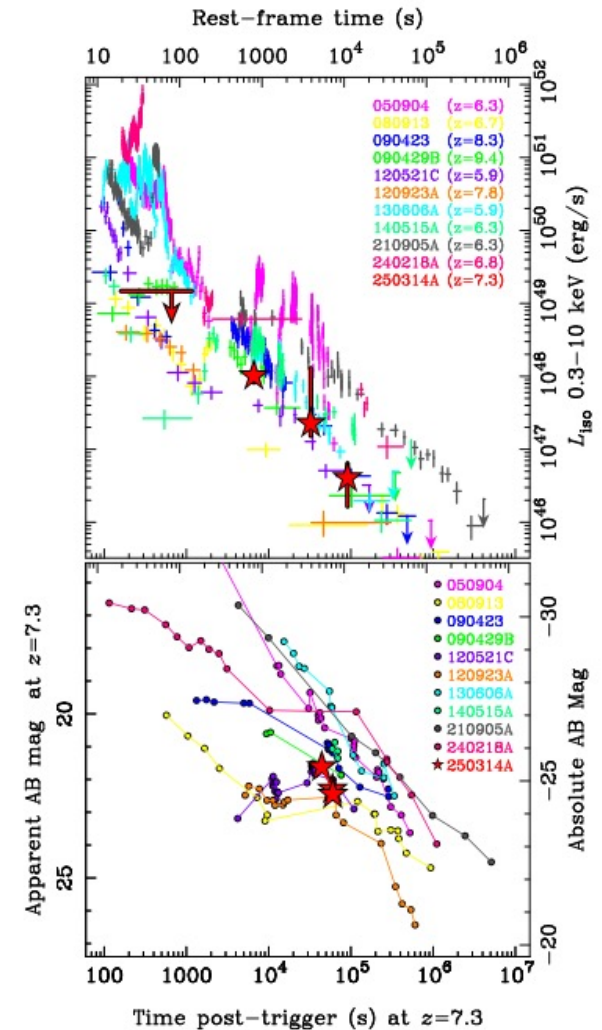 Rest-frame time (s)
10 100 1000 10⁴ 10⁵ 10⁶
050904 (z=6.3)
080913 (z=6.7)
090423 (z=8.3)
090429B (z=9.4)
120521C (z=5.9)
120923A (z=7.8)
130606A (z=5.9)
140515A (z=6.3)
210905A (z=6.3)
240218A (z=6.8)
250314A (z=7.3)
10⁵²
10⁵¹
10⁵⁰
10⁴⁹
10⁴⁸
10⁴⁷
10⁴⁶
L_iso 0.3−10 keV (erg/s)
050904
080913
090423
090429B
120521C
120923A
130606A
140515A
210905A
240218A
250314A
Apparent AB mag at z=7.3
20
25
−30
−25
−20
Absolute AB Mag
100 1000 10⁴ 10⁵ 10⁶ 10⁷
Time post-trigger (s) at z=7.3